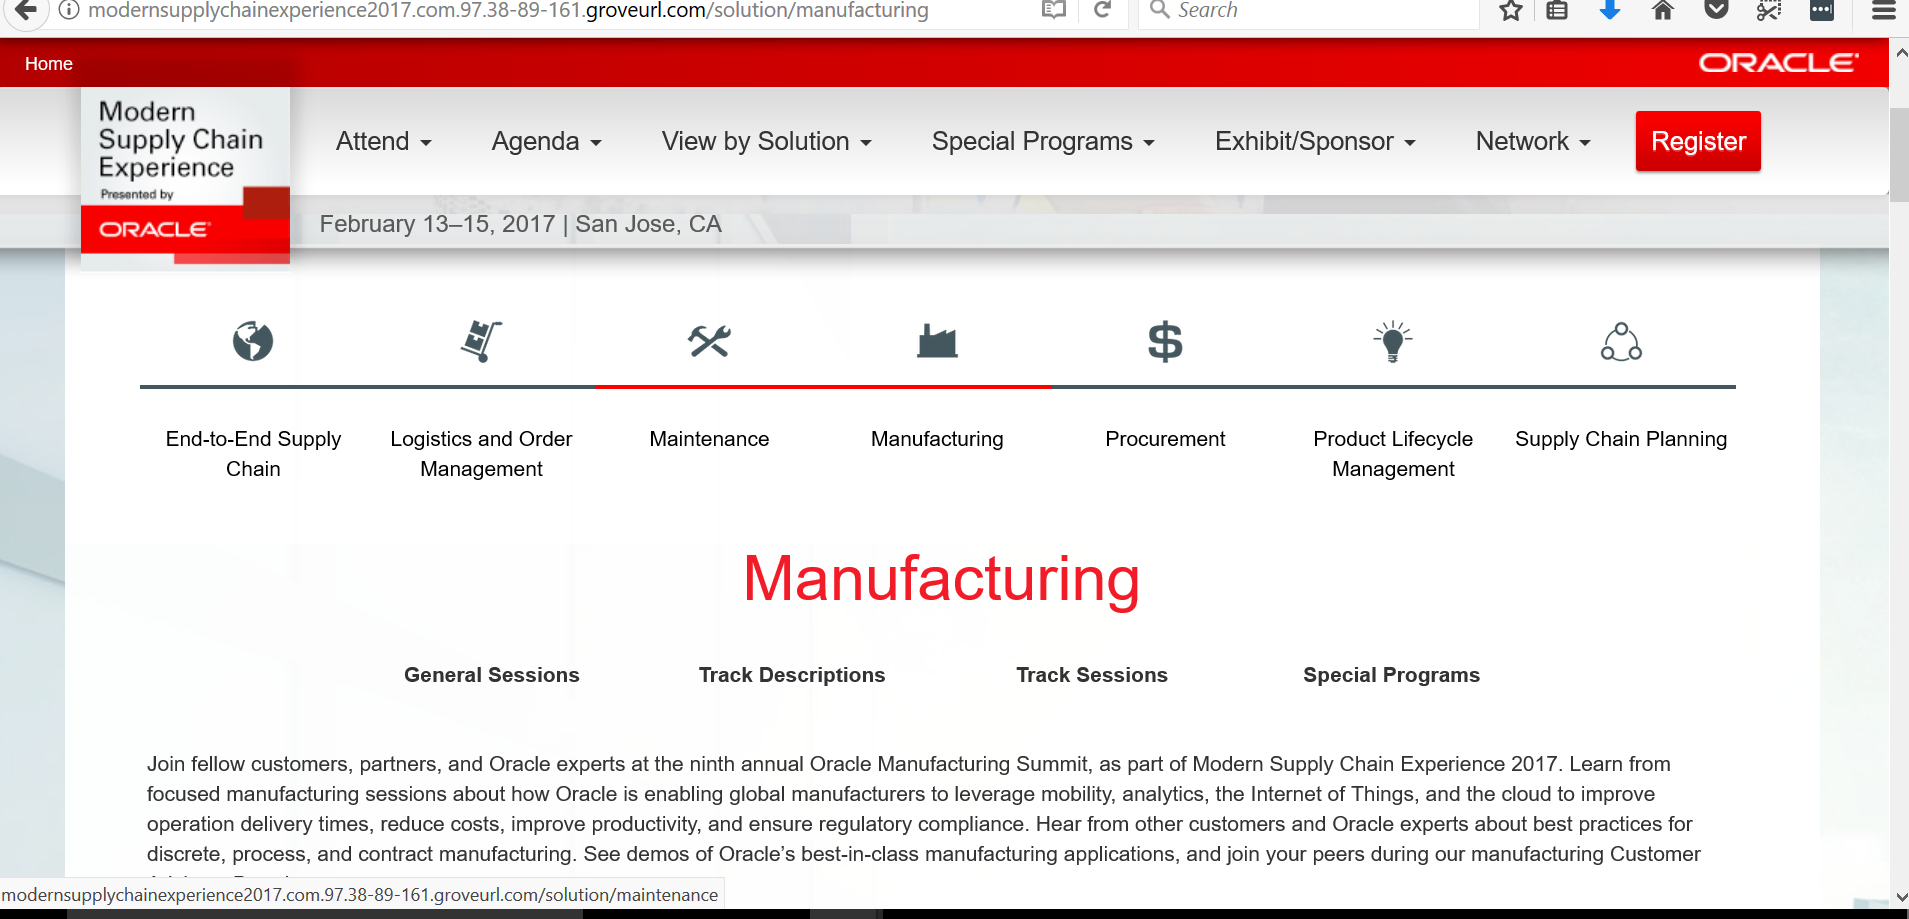 modernsupplychainexperience2017.com.97.38-89-161.groveurl.com/solution/manufacturing
Search
Home
ORACLE
Modern
Supply Chain
Experience
Presented by
ORACLE
Attend
Agenda
View by Solution
Special Programs
Exhibit/Sponsor
Network
Register
February 13–15, 2017 | San Jose, CA
End-to-End Supply
Chain
Logistics and Order
Management
Maintenance
Manufacturing
Procurement
Product Lifecycle
Management
Supply Chain Planning
Manufacturing
General Sessions
Track Descriptions
Track Sessions
Special Programs
Join fellow customers, partners, and Oracle experts at the ninth annual Oracle Manufacturing Summit, as part of Modern Supply Chain Experience 2017. Learn from
focused manufacturing sessions about how Oracle is enabling global manufacturers to leverage mobility, analytics, the Internet of Things, and the cloud to improve
operation delivery times, reduce costs, improve productivity, and ensure regulatory compliance. Hear from other customers and Oracle experts about best practices for
discrete, process, and contract manufacturing. See demos of Oracle’s best-in-class manufacturing applications, and join your peers during our manufacturing Customer
modernsupplychainexperience2017.com.97.38-89-161.groveurl.com/solution/maintenance